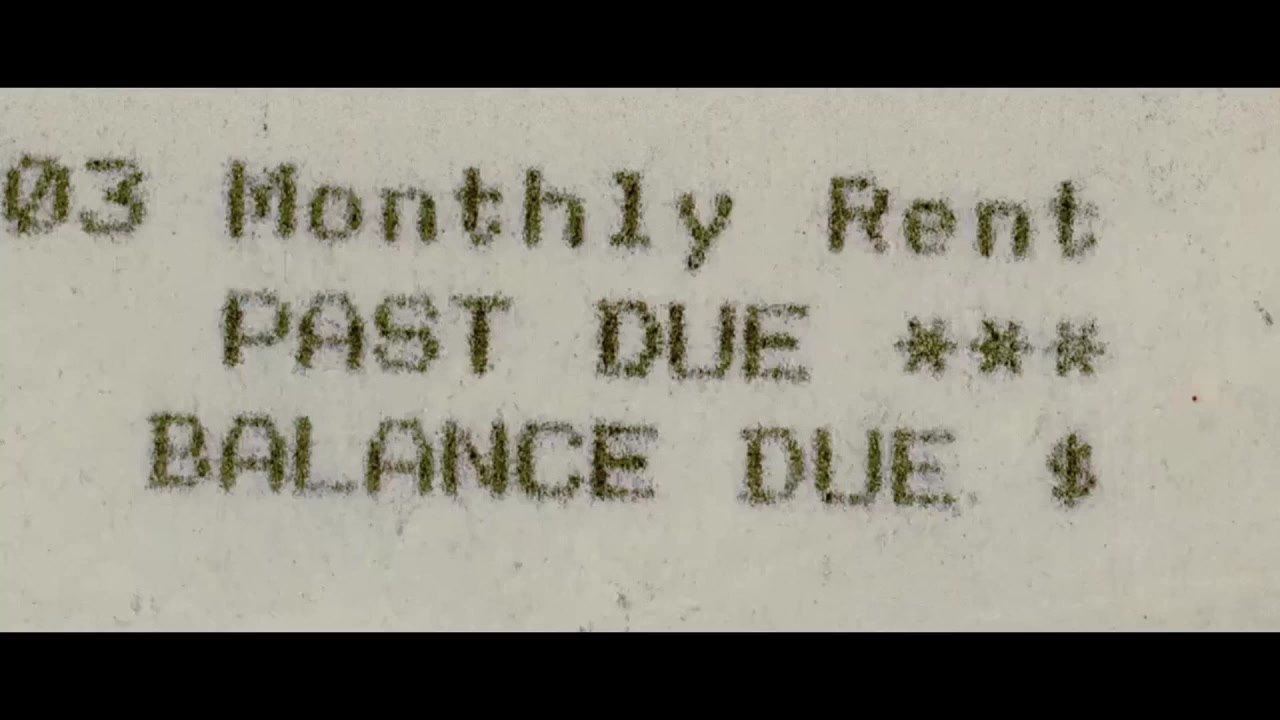 03 Monthly Rent
PAST DUE ***
BALANCE DUE $